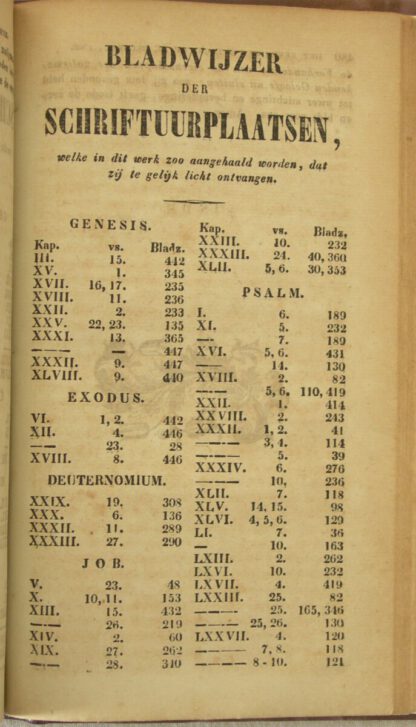 BLADWIJZER
DER
SCHRIFTUURPLAATSEN,
welke in dit werk zoo aangehaald worden, dat
zij te gelijk licht ontvangen.
GENESIS.
Kap. vs. Bladz.
III. 15. 442
XV. 1. 345
XVII. 16, 17. 235
XVIII. 11. 236
XXII. 2. 233
XXV. 22, 23. 135
XXXI. 13. 365
—— — 447
XXXII. 9. 447
XLVIII. 9. 440
EXODUS.
VI. 1, 2. 442
XII. 4. 446
—— 23. 28
XVIII. 8. 446
DEUTERNOMIUM.
XXIX. 19. 308
XXX. 6. 136
XXXII. 11. 289
XXXIII. 27. 290
JOB.
V. 23. 48
X. 10, 11. 153
XIII. 15. 432
—— 26. 219
XIV. 2. 60
XIX. 27. 262
—— 28. 310
Kap. vs. Bladz.
XXIII. 10. 232
XXXIII. 24. 40, 360
XLII. 5, 6. 30, 353
PSALM.
I. 6. 189
XI. 5. 232
—— 7. 189
XVI. 5, 6. 431
—— 14. 130
XVIII. 2. 82
—— 5, 6. 110, 419
XXII. 1. 414
XXVIII. 2. 243
XXXII. 1, 2. 41
——— 3, 4. 114
——— 5. 39
XXXIV. 6. 276
——— 10, 236
XLII. 7. 118
XLV. 14, 15. 98
XLVI. 4, 5, 6. 129
LI. 7. 36
— 10. 163
LXIII. 2. 262
LXVI. 10. 232
LXVII. 4. 419
LXXIII. 25. 82
——— 25. 165, 346
——— 25, 26. 130
LXXVII. 4. 120
——— 7, 8. 118
——— 8-10. 121